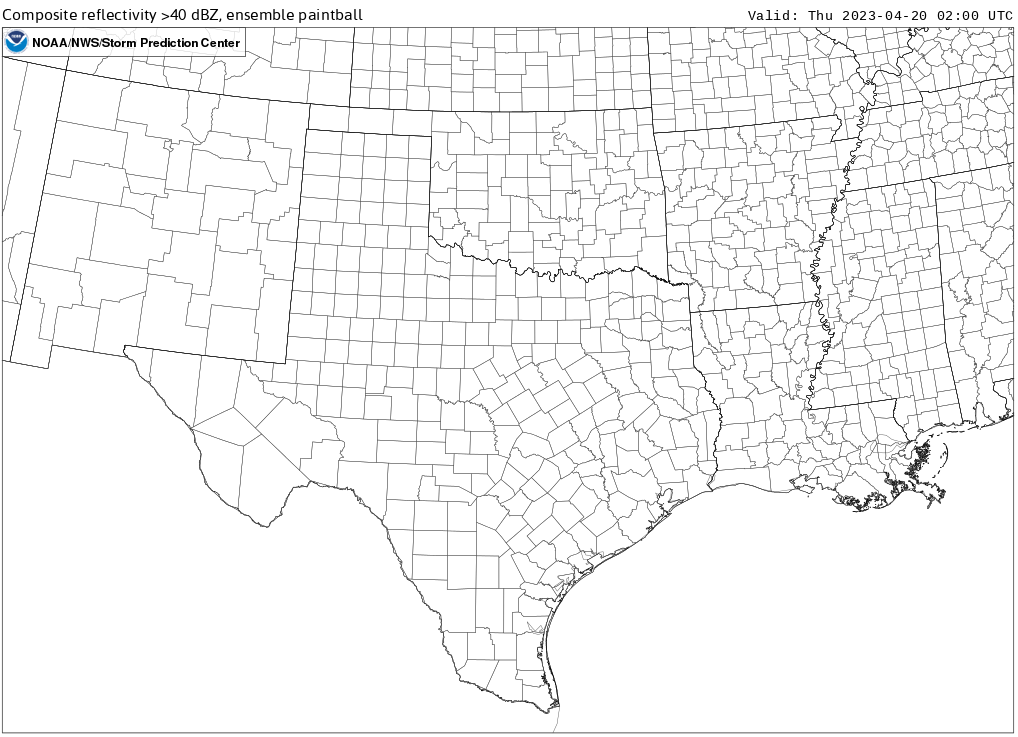 Composite reflectivity >40 dBZ, ensemble paintball
Valid: Thu 2023-04-20 02:00 UTC
NOAA/NWS/Storm Prediction Center